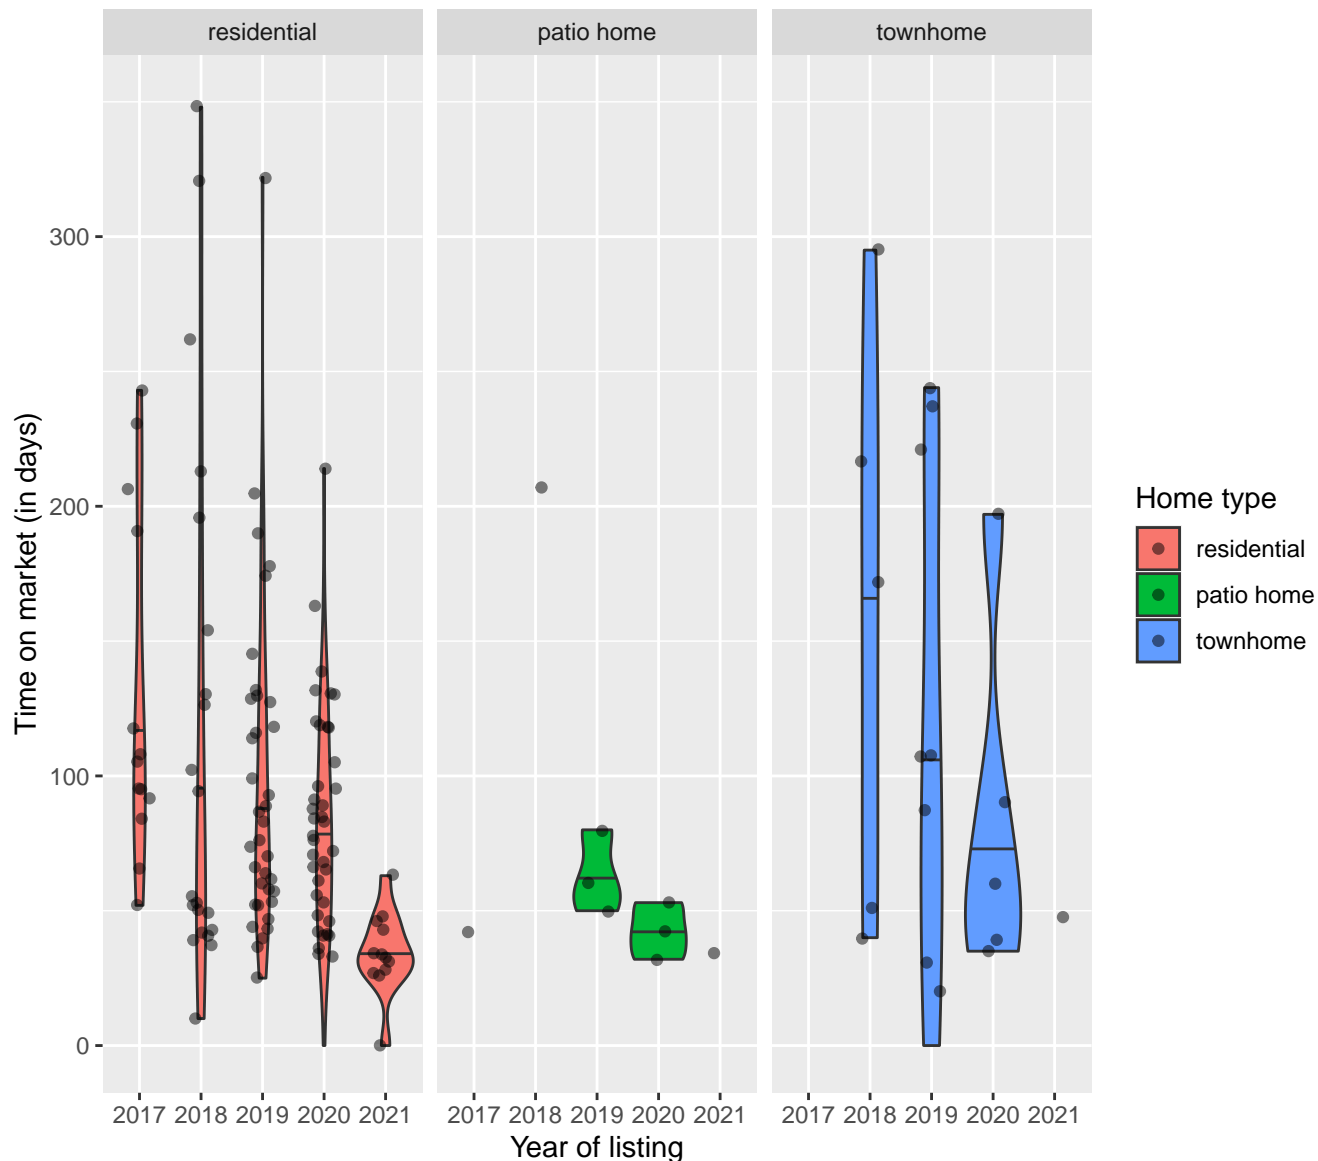 residential patio home townhome
300
200
100
0
Time on market (in days)
2017 2018 2019 2020 2021 2017 2018 2019 2020 2021 2017 2018 2019 2020 2021
Year of listing
Home type
residential
patio home
townhome